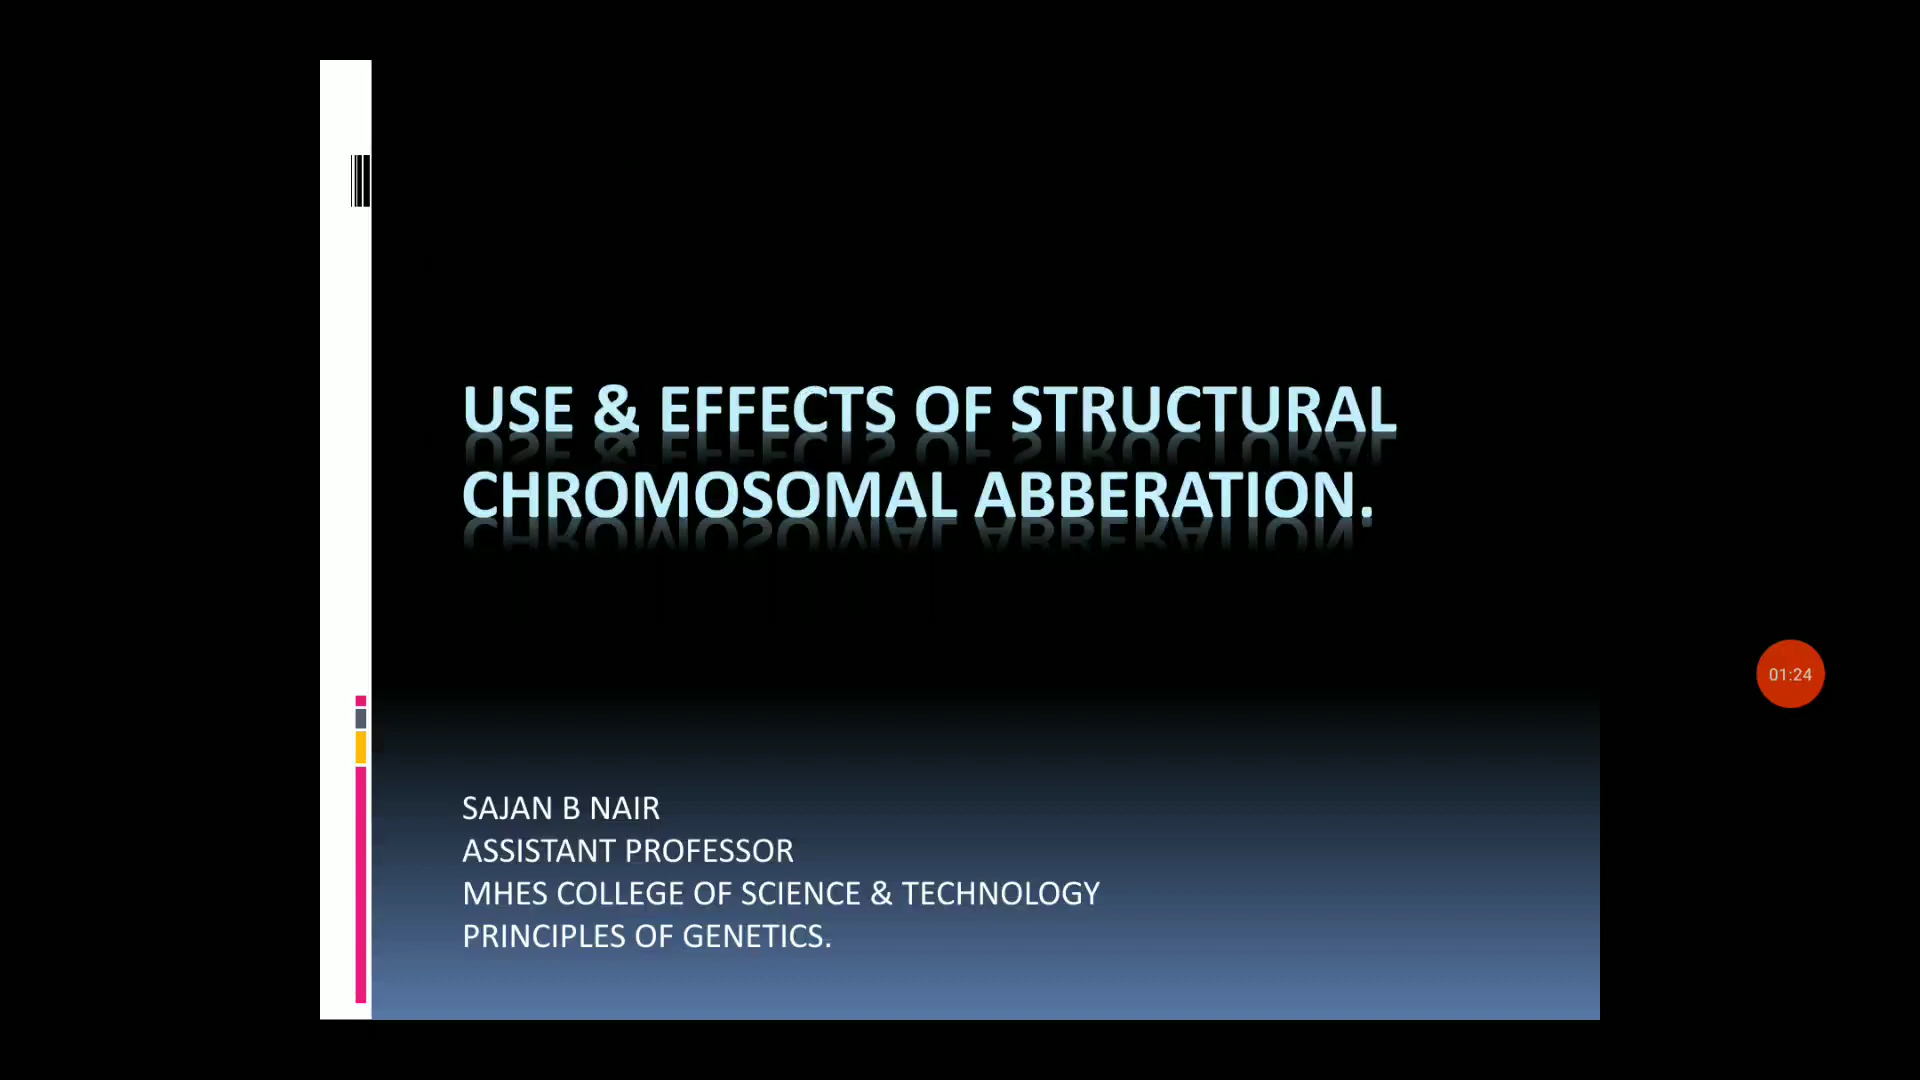 USE & EFFECTS OF STRUCTURAL
CHROMOSOMAL ABBERATION.
01:24
SAJAN B NAIR
ASSISTANT PROFESSOR
MHES COLLEGE OF SCIENCE & TECHNOLOGY
PRINCIPLES OF GENETICS.